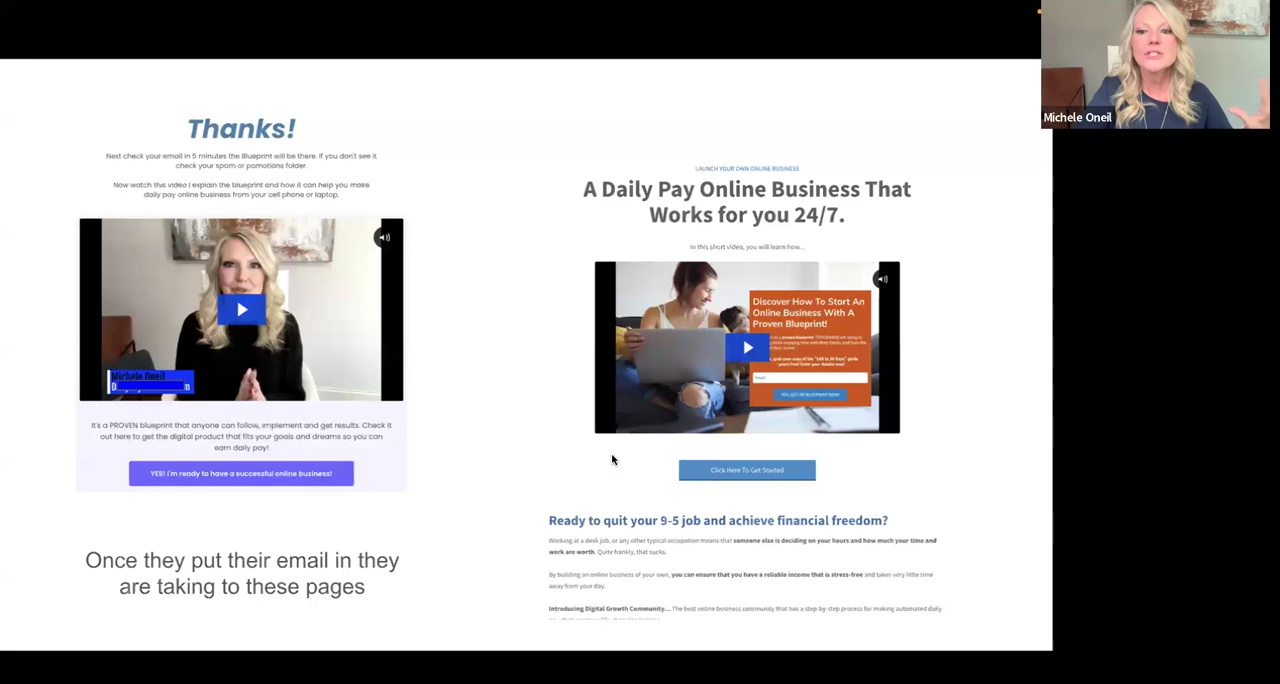 Michele Oneil
Thanks!
Nest check your email in 5 minutes the Blueprint will be there. If you don't see it
check your spam or pomotions folder.
Now watch this video I explain the blueprint and how it can help you make
daily pay online business from your cell phone or laptop.
Michele Oneil
It's a PROVEN blueprint that anyone can follow, implement and get results. Check it
out here to get the digital product that fits your goals and dreams so you can
earn daily pay!
YES! I'm ready to have a successful online business!
Once they put their email in they
are taking to these pages
LAUNCH YOUR OWN ONLINE BUSINESS
A Daily Pay Online Business That
Works for you 24/7.
In this short video, you will learn how...
Discover How To Start An
Online Business With A
Proven Blueprint!
Email
YES, GET MY BLUEPRINT NOW!
Click Here To Get Started
Ready to quit your 9-5 job and achieve financial freedom?
Working at a desk job, or any other typical occupation means that someone else is deciding on your hours and how much your time and
work are worth. Quite frankly, that sucks.
By building an online business of your own, you can ensure that you have a reliable income that is stress-free and takes very little time
away from your day.
Introducing Digital Growth Community... The best online business community that has a step-by-step process for making automated daily